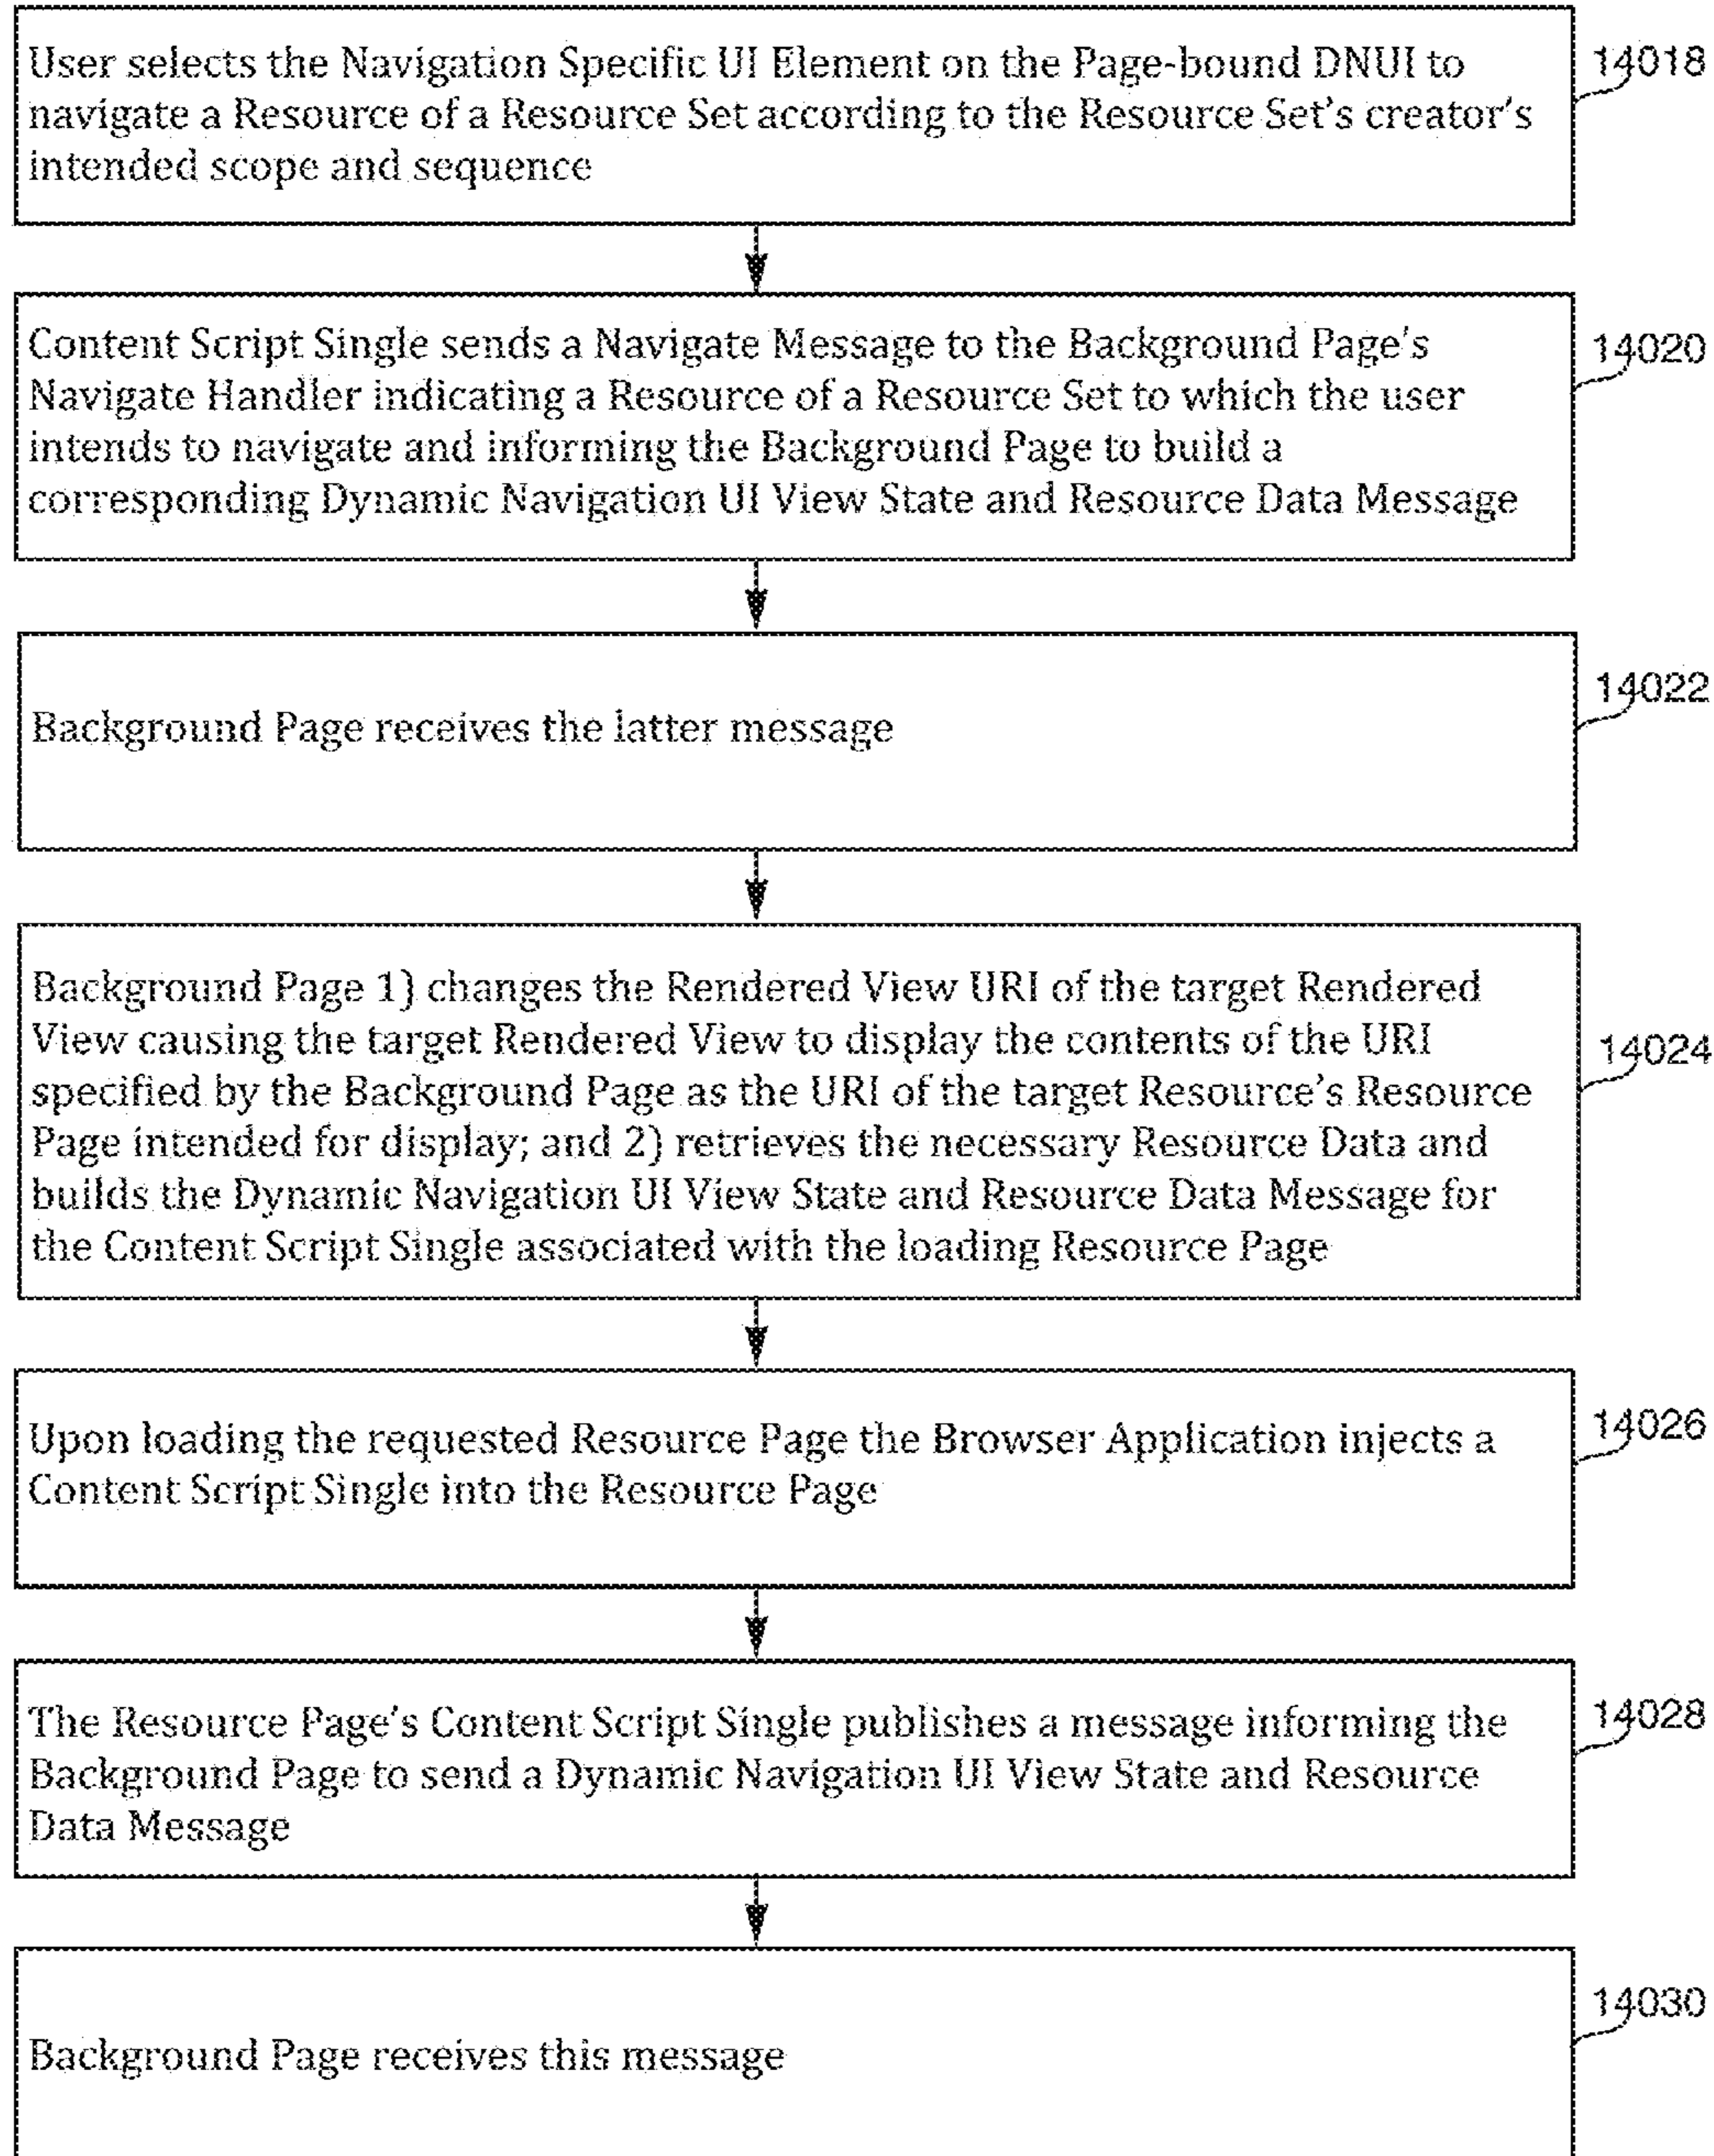 User selects the Navigation Specific UI Element on the Page-bound DNUI to
navigate a Resource of a Resource Set according to the Resource Set's creator's
intended scope and sequence
14018
Content Script Single sends a Navigate Message to the Background Page's
Navigate Handler indicating a Resource of a Resource Set to which the user
intends to navigate and informing the Background Page to build a
corresponding Dynamic Navigation UI View State and Resource Data Message
14020
Background Page receives the latter message
14022
Background Page 1) changes the Rendered View URI of the target Rendered
View causing the target Rendered View to display the contents of the URI
specified by the Background Page as the URI of the target Resource's Resource
Page intended for display; and 2) retrieves the necessary Resource Data and
builds the Dynamic Navigation UI View State and Resource Data Message for
the Content Script Single associated with the loading Resource Page
14024
Upon loading the requested Resource Page the Browser Application injects a
Content Script Single into the Resource Page
14026
The Resource Page's Content Script Single publishes a message informing the
Background Page to send a Dynamic Navigation UI View State and Resource
Data Message
14028
Background Page receives this message
14030